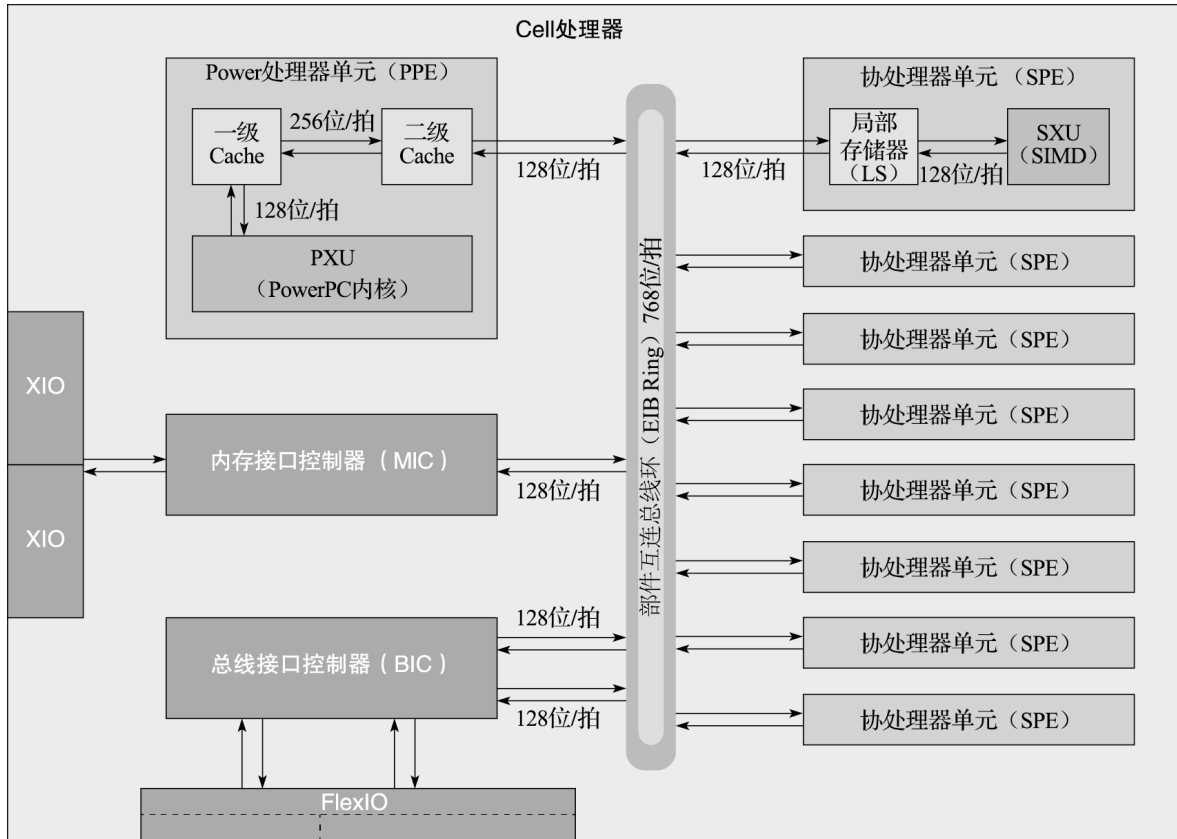 Cell处理器
Power处理器单元（PPE）
一级
Cache
256位/拍
二级
Cache
128位/拍
128位/拍
PXU
（PowerPC内核）
XIO
XIO
内存接口控制器（MIC）
128位/拍
总线接口控制器（BIC）
128位/拍
128位/拍
FlexIO
部件互连总线环（EIB Ring）768位/拍
协处理器单元（SPE）
128位/拍
局部
存储器
（LS）
128位/拍
SXU
（SIMD）
协处理器单元（SPE）
协处理器单元（SPE）
协处理器单元（SPE）
协处理器单元（SPE）
协处理器单元（SPE）
协处理器单元（SPE）
协处理器单元（SPE）